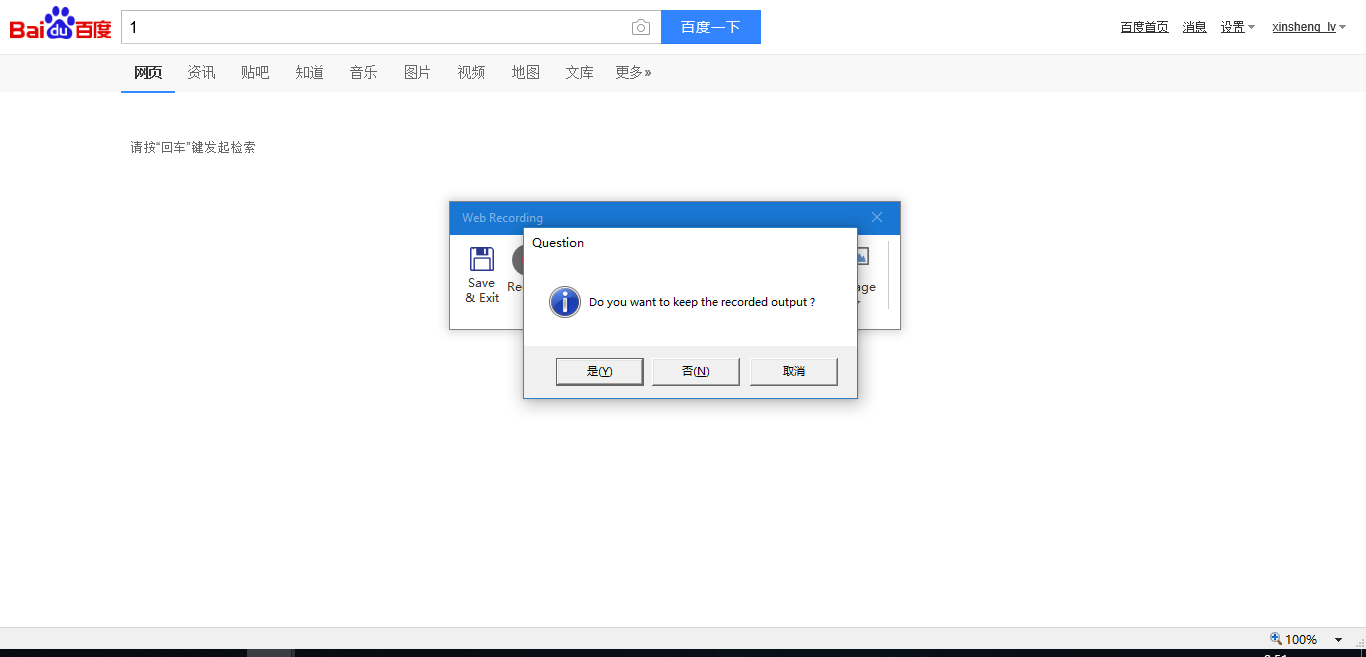 Bai du 百度 1 百度一下 百度首页 消息 设置 xinsheng_lv
网页 资讯 贴吧 知道 音乐 图片 视频 地图 文库 更多»
请按“回车”键发起检索
Web Recording
Question
Save
& Exit
Re
age
Do you want to keep the recorded output ?
是(Y) 否(N) 取消
100%